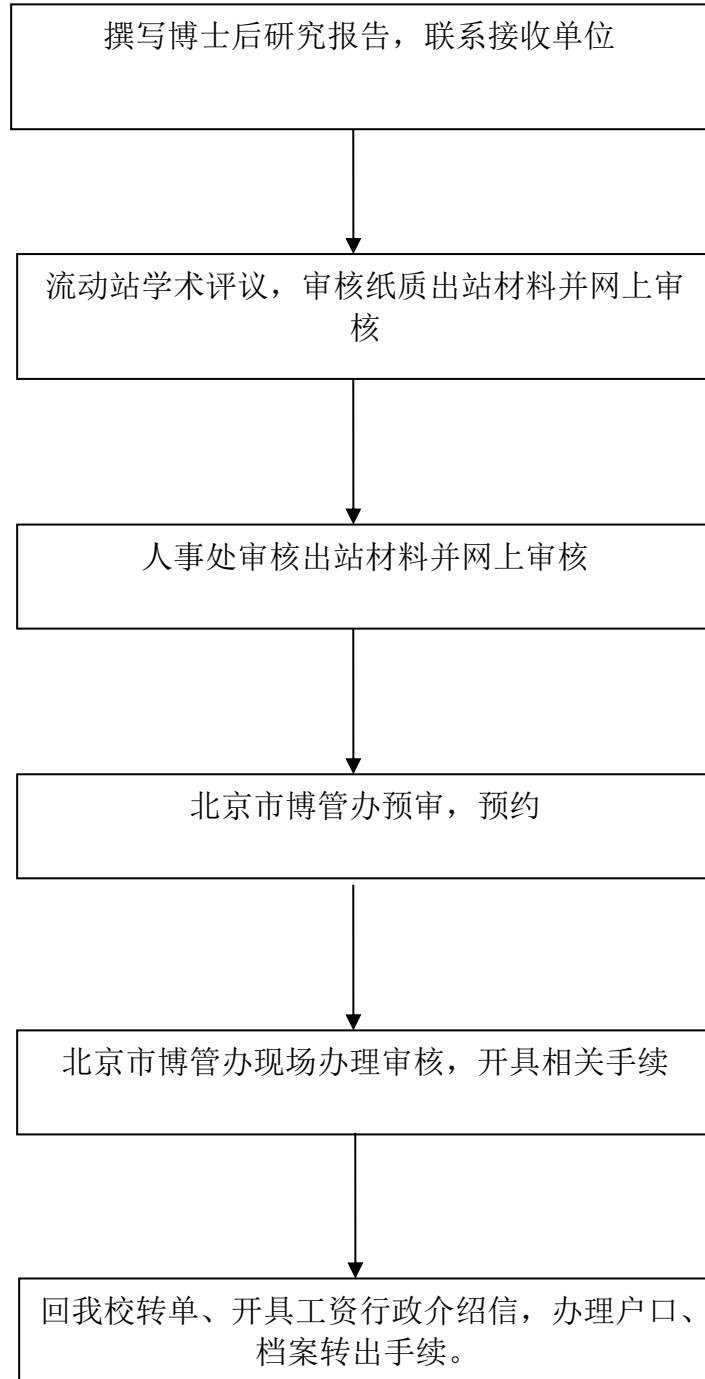 撰写博士后研究报告，联系接收单位
流动站学术评议，审核纸质出站材料并网上审
核
人事处审核出站材料并网上审核
北京市博管办预审，预约
北京市博管办现场办理审核，开具相关手续
回我校转单、开具工资行政介绍信，办理户口、
档案转出手续。